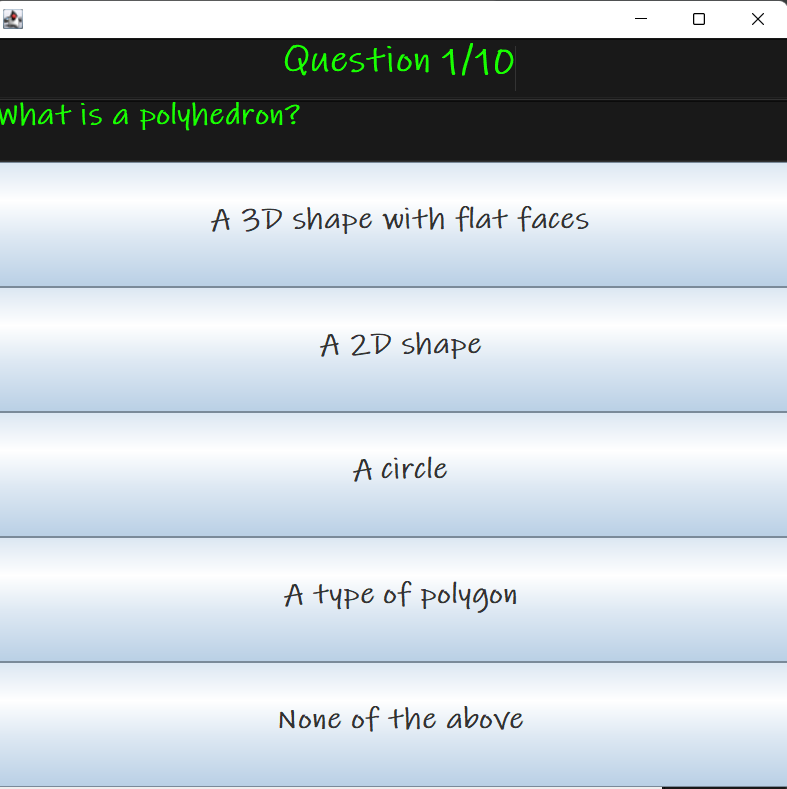 Question 1/10
What is a polyhedron?
A 3D shape with flat faces
A 2D shape
A circle
A type of polygon
None of the above